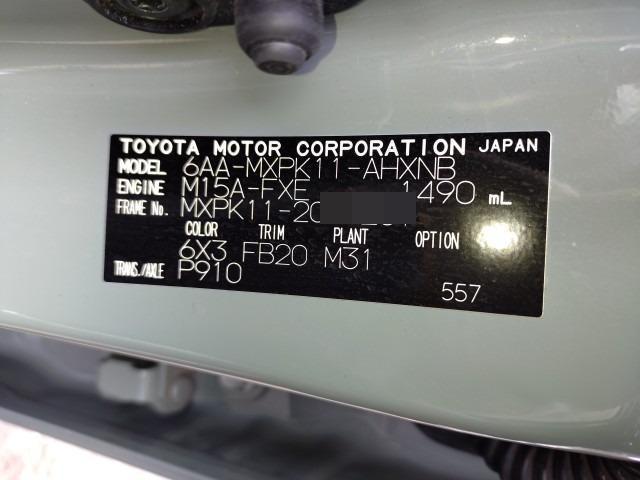 TOYOTA MOTOR CORPORATION JAPAN
MODEL 6AA-MXPK11-AHXNB
ENGINE M15A-FXE 1490 mL
FRAME No. MXPK11-20
COLOR TRIM PLANT OPTION
6X3 FB20 M31
TRANS./AXLE P910
557